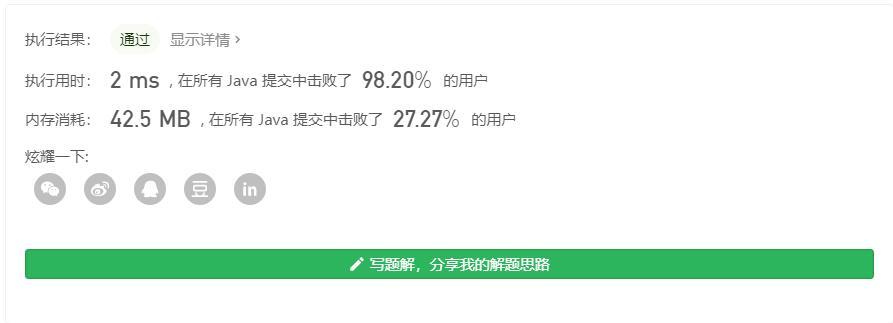 执行结果： 通过 显示详情 ›
执行用时： 2 ms , 在所有 Java 提交中击败了 98.20% 的用户
内存消耗： 42.5 MB , 在所有 Java 提交中击败了 27.27% 的用户
炫耀一下:
豆 in
写题解，分享我的解题思路